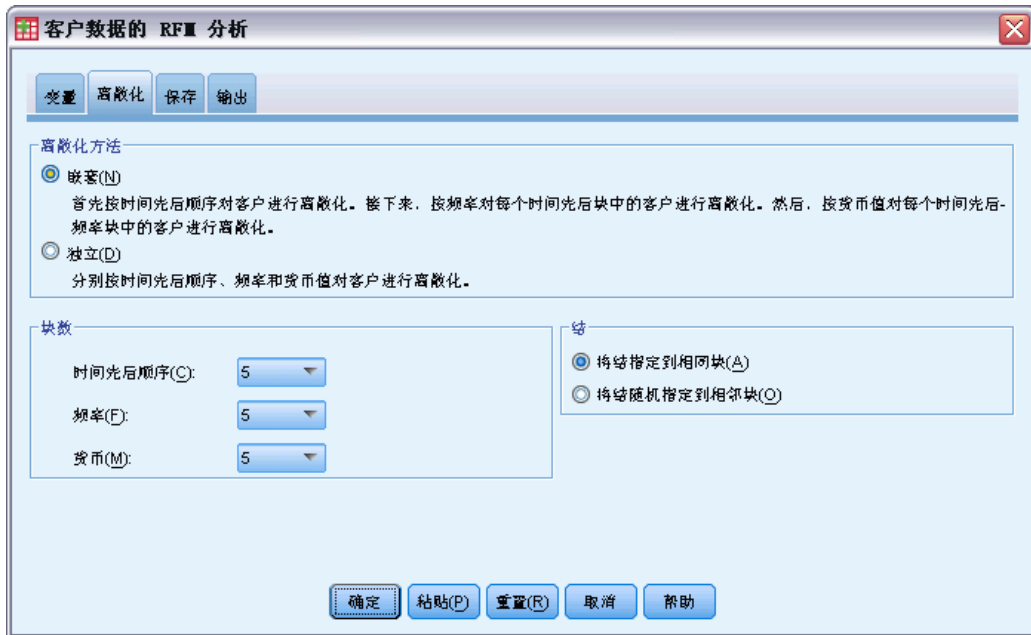 客户数据的 RFM 分析
变量 离散化 保存 输出
离散化方法
嵌套(N)
首先按时间先后顺序对客户进行离散化。接下来，按频率对每个时间先后块中的客户进行离散化。然后，按货币值对每个时间先后-
频率块中的客户进行离散化。
独立(D)
分别按时间先后顺序、频率和货币值对客户进行离散化。
块数
时间先后顺序(C): 5
频率(F): 5
货币(M): 5
结
将结指定到相同块(A)
将结随机指定到相邻块(O)
确定 粘贴(P) 重置(R) 取消 帮助